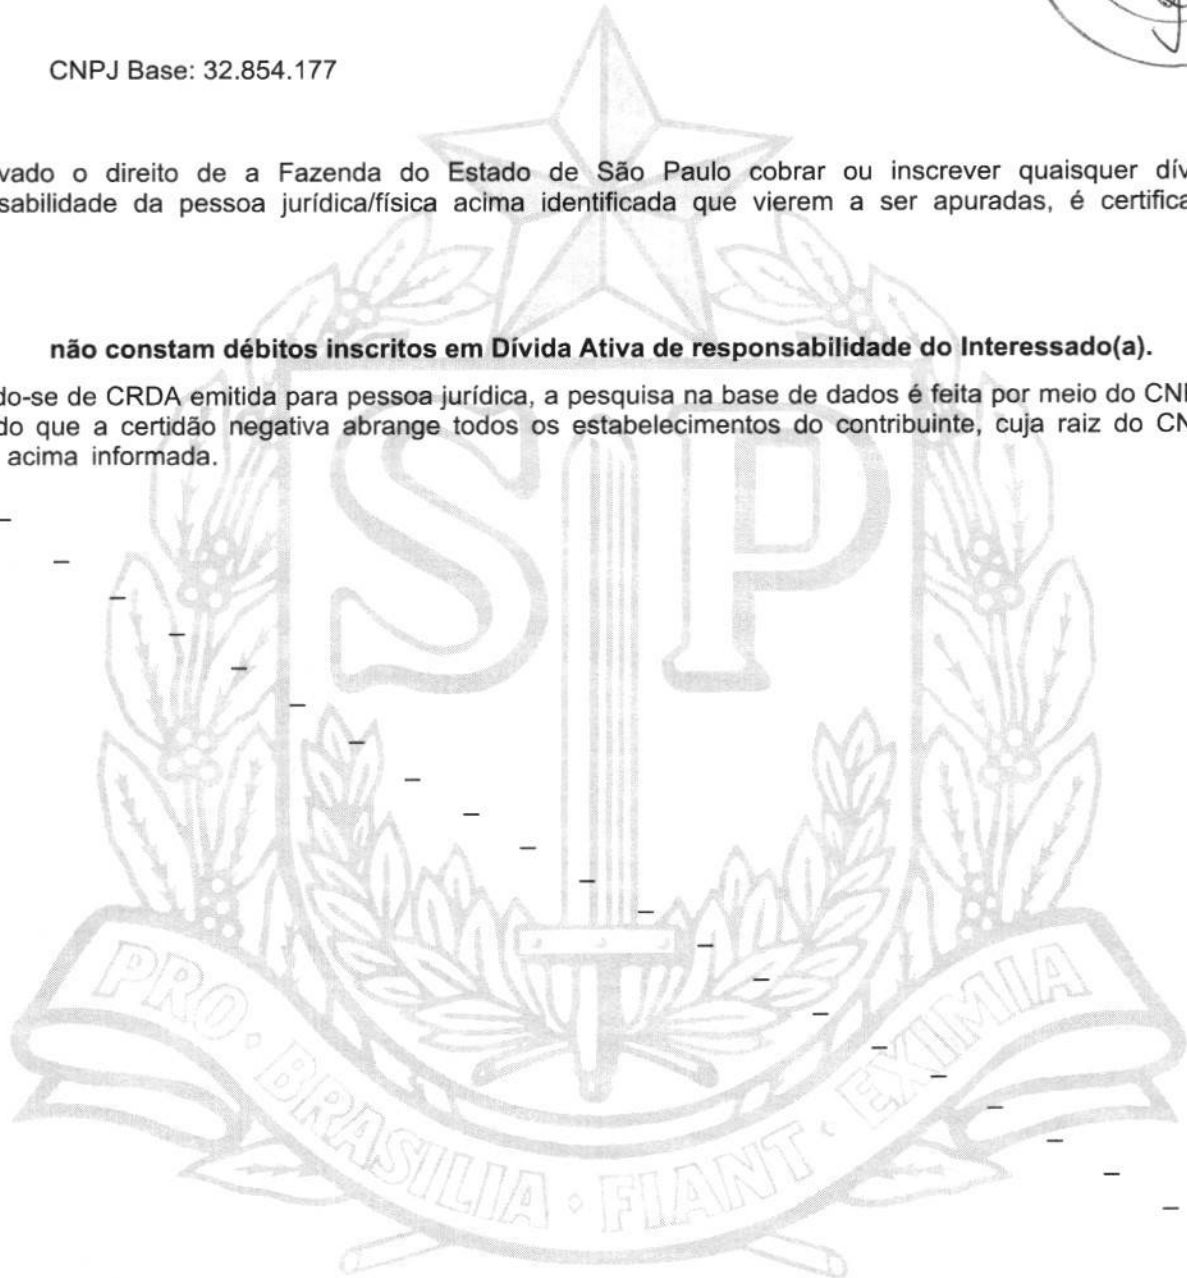 CNPJ Base: 32.854.177
vado o direito de a Fazenda do Estado de São Paulo cobrar ou inscrever quaisquer dív
sabilidade da pessoa jurídica/física acima identificada que vierem a ser apuradas, é certifica
não constam débitos inscritos em Dívida Ativa de responsabilidade do Interessado(a).
do-se de CRDA emitida para pessoa jurídica, a pesquisa na base de dados é feita por meio do CN
do que a certidão negativa abrange todos os estabelecimentos do contribuinte, cuja raiz do CN
acima informada.
SP
PRO · BRASILIA · FIANT · EXIMIA